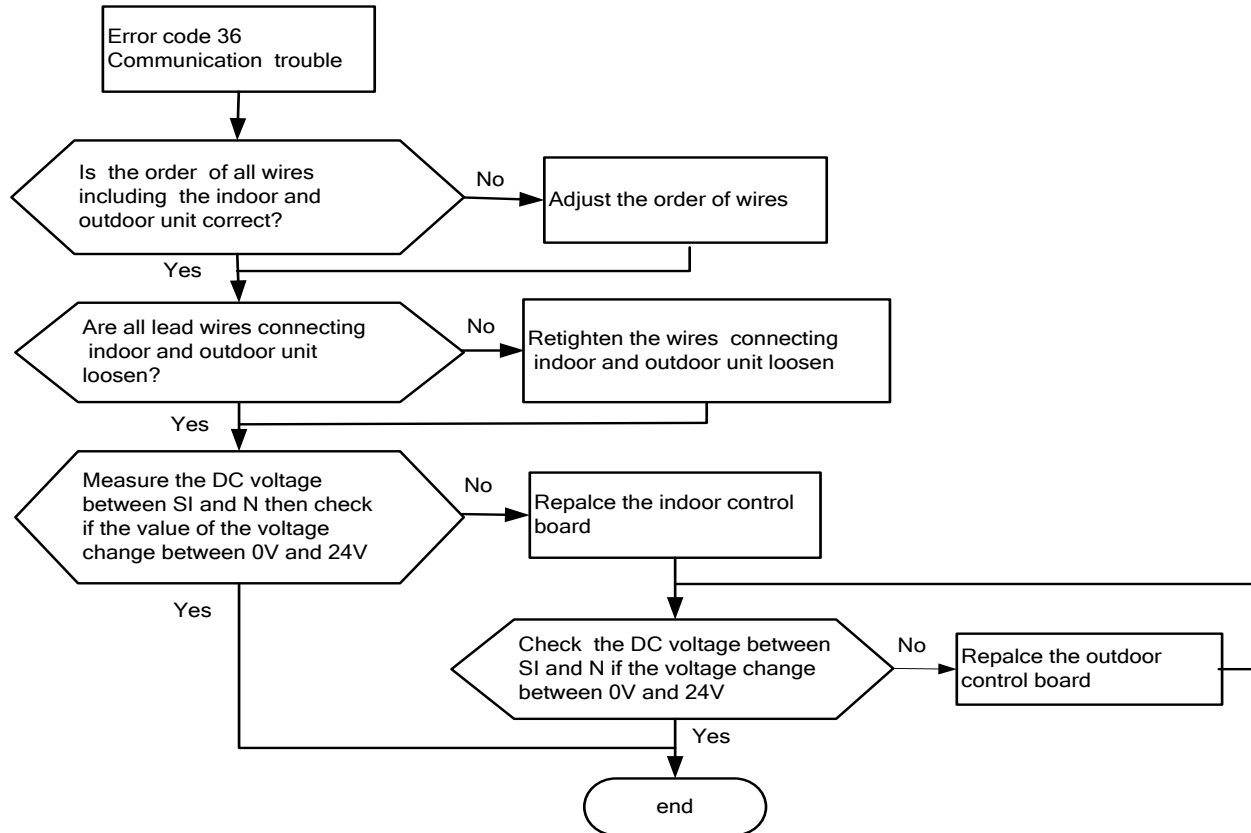 Error code 36
Communication trouble
Is the order of all wires
including the indoor and
outdoor unit correct?
No
Adjust the order of wires
Yes
Are all lead wires connecting
indoor and outdoor unit
loosen?
No
Retighten the wires connecting
indoor and outdoor unit loosen
Yes
Measure the DC voltage
between SI and N then check
if the value of the voltage
change between 0V and 24V
No
Repalce the indoor control
board
Yes
Check the DC voltage between
SI and N if the voltage change
between 0V and 24V
No
Repalce the outdoor
control board
Yes
end